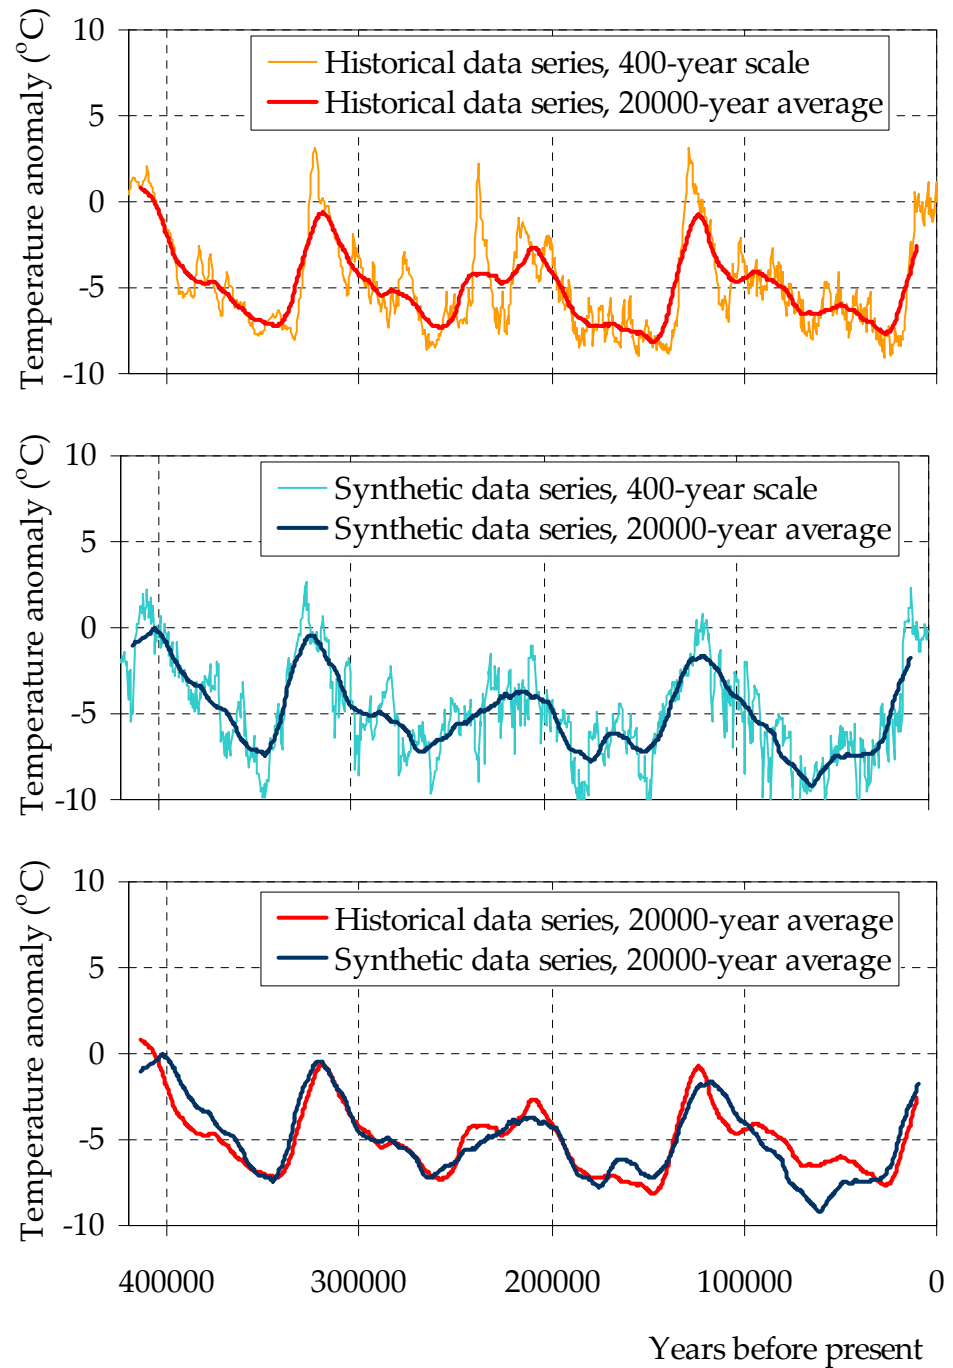 Temperature anomaly (°C)
10
5
0
-5
-10
Historical data series, 400-year scale
Historical data series, 20000-year average
Temperature anomaly (°C)
10
5
0
-5
-10
Synthetic data series, 400-year scale
Synthetic data series, 20000-year average
Temperature anomaly (°C)
10
5
0
-5
-10
Historical data series, 20000-year average
Synthetic data series, 20000-year average
400000 300000 200000 100000 0
Years before present